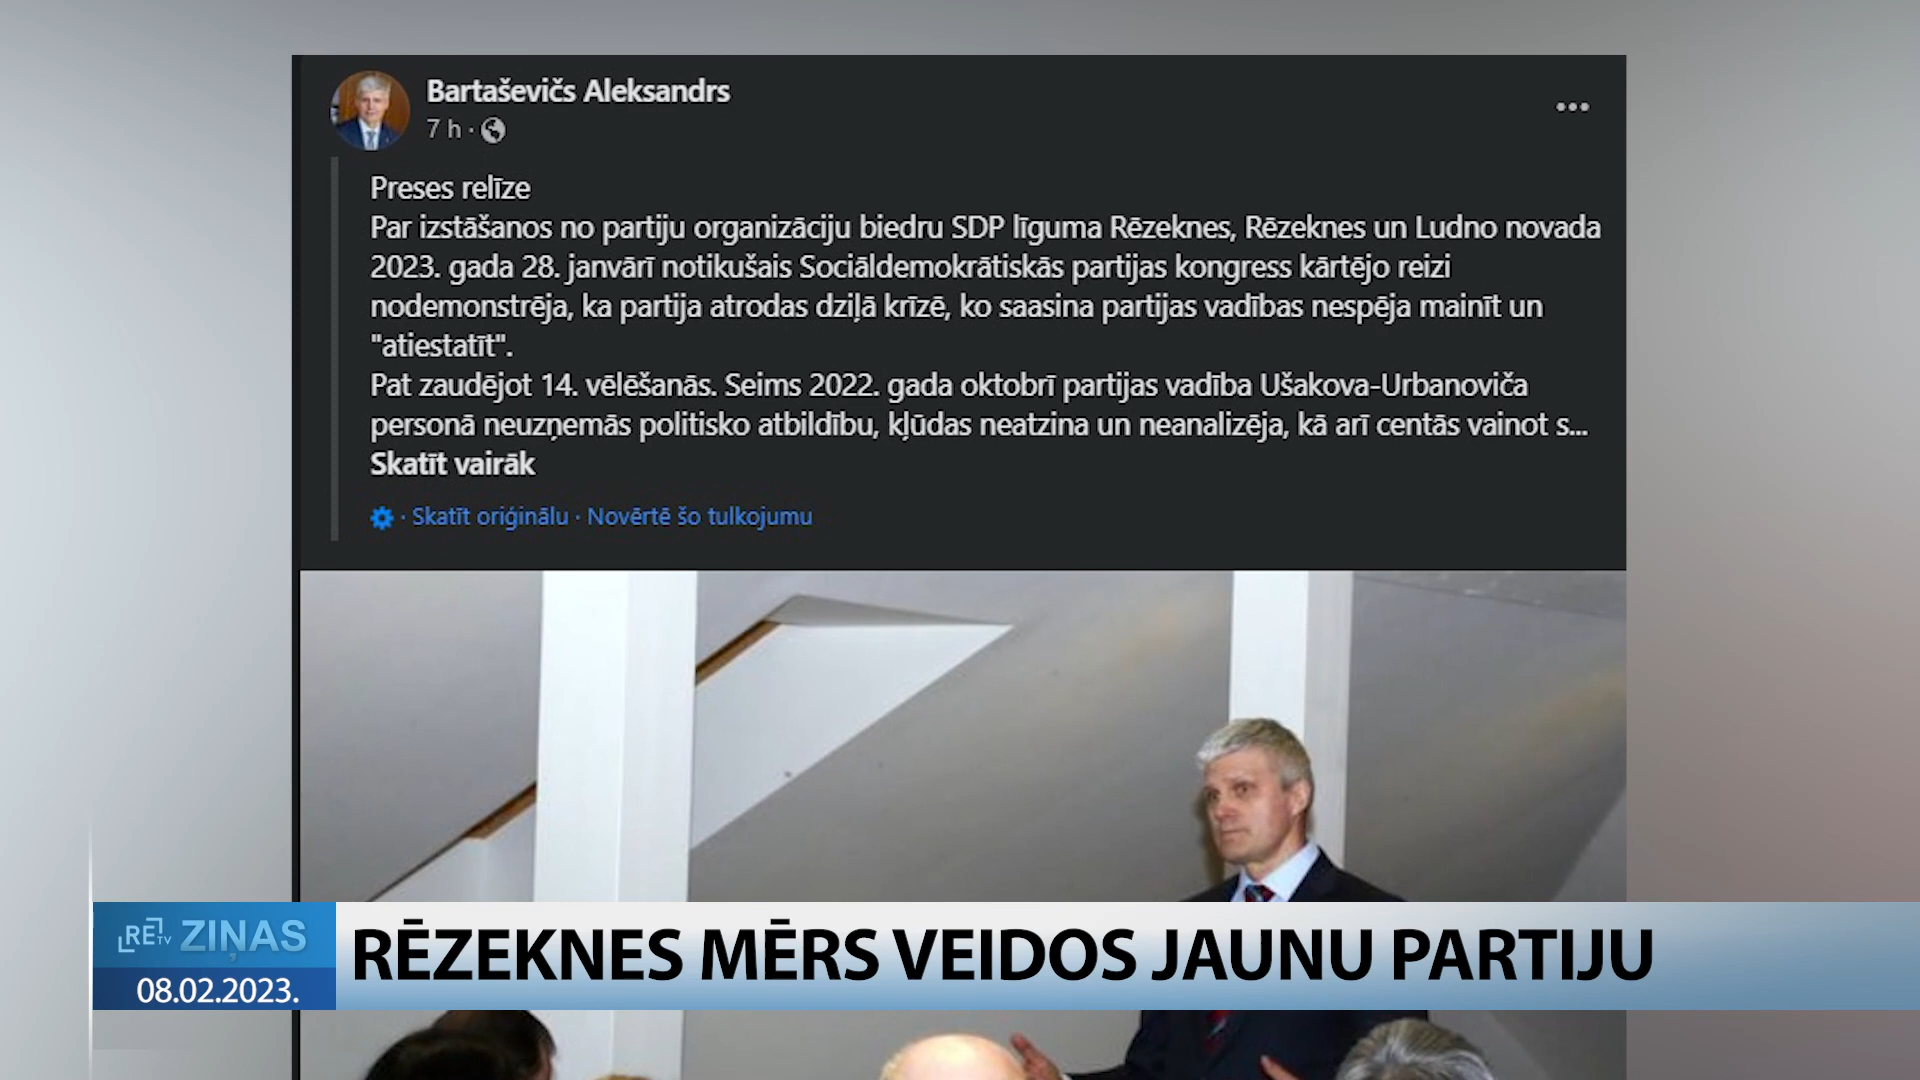 Bartaševičs Aleksandrs
7 h ·
Preses relīze
Par izstāšanos no partiju organizāciju biedru SDP līguma Rēzeknes, Rēzeknes un Ludno novada
2023. gada 28. janvārī notikušais Sociāldemokrātiskās partijas kongress kārtējo reizi
nodemonstrēja, ka partija atrodas dziļā krīzē, ko saasina partijas vadības nespēja mainīt un
"atiestatīt".
Pat zaudējot 14. vēlēšanās. Seims 2022. gada oktobrī partijas vadība Ušakova-Urbanoviča
personā neuzņemās politisko atbildību, kļūdas neatzina un neanalizēja, kā arī centās vainot s...
Skatīt vairāk
· Skatīt oriģinālu · Novērtē šo tulkojumu
RE TV ZIŅAS
08.02.2023.
RĒZEKNES MĒRS VEIDOS JAUNU PARTIJU